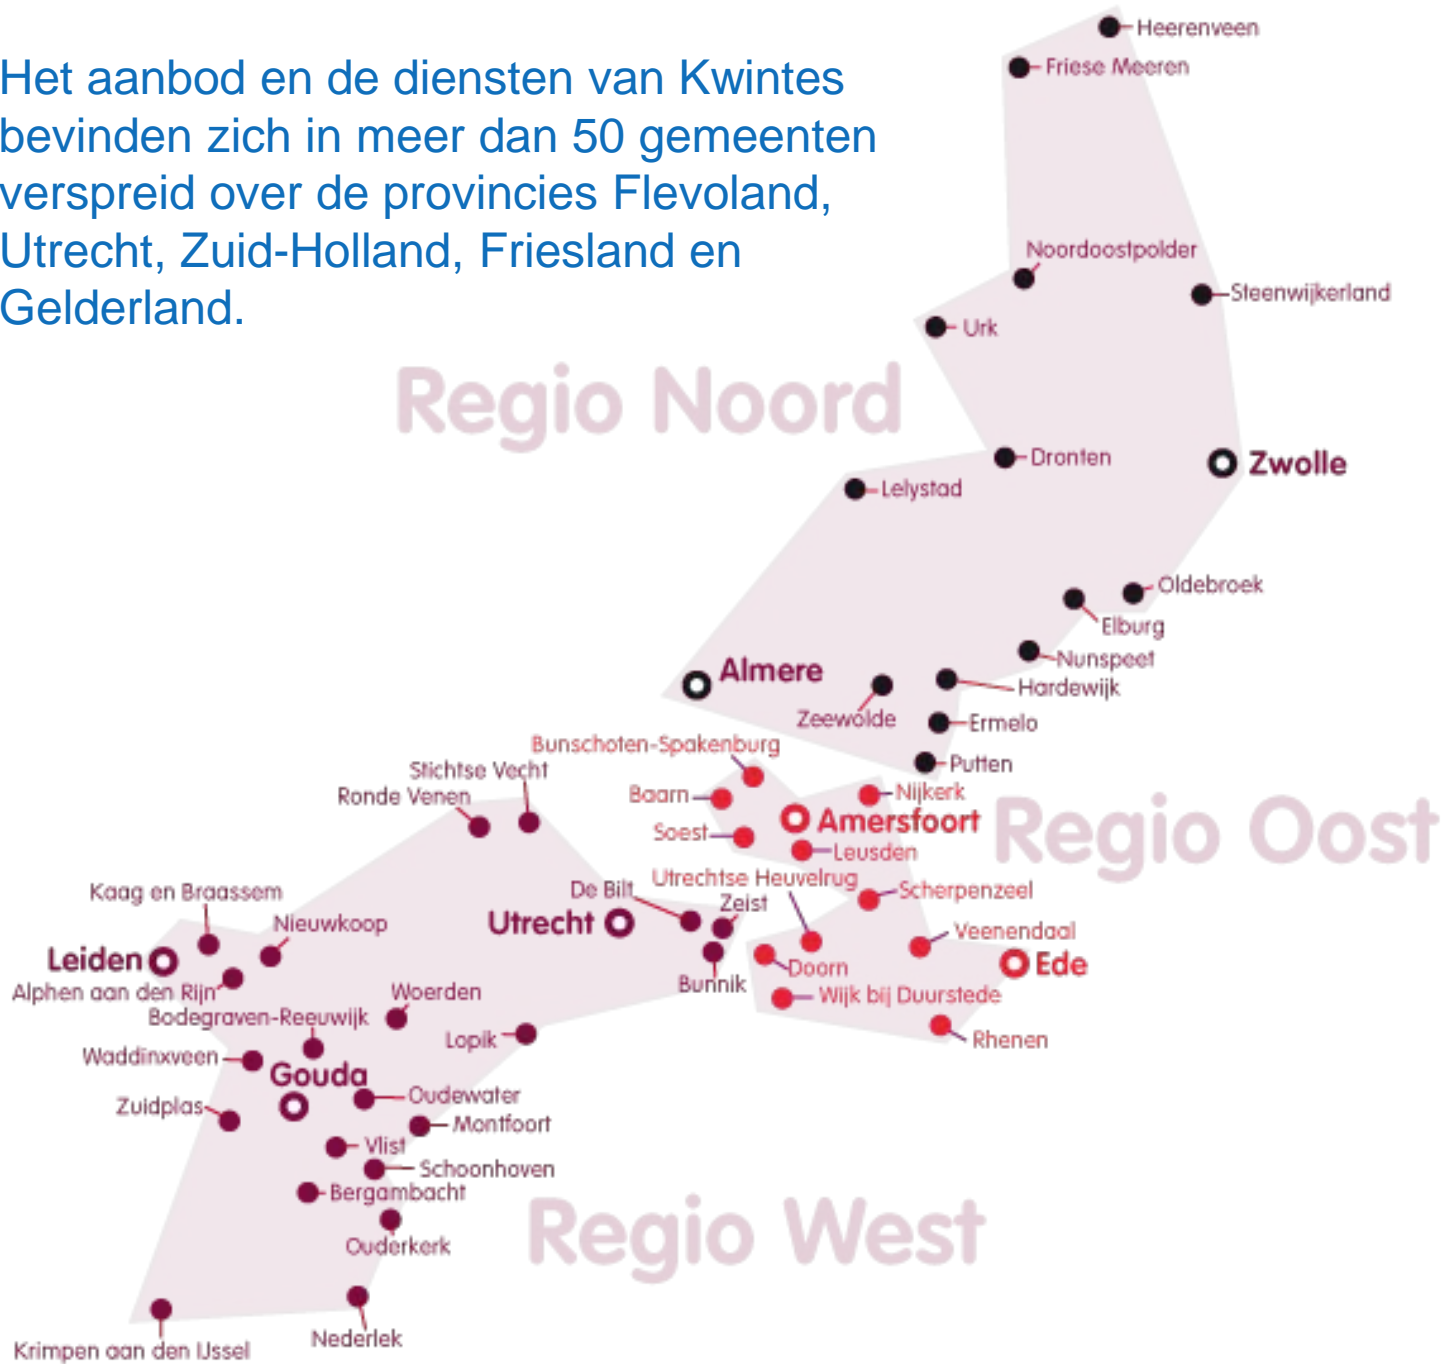 Het aanbod en de diensten van Kwintes
bevinden zich in meer dan 50 gemeenten
verspreid over de provincies Flevoland,
Utrecht, Zuid-Holland, Friesland en
Gelderland.
Heerenveen
Friese Meeren
Noordoostpolder
Steenwijkerland
Urk
Regio Noord
Dronten
Zwolle
Lelystad
Oldebroek
Elburg
Nunspeet
Almere
Hardewijk
Zeewolde
Ermelo
Bunschoten-Spakenburg
Putten
Stichtse Vecht
Ronde Venen
Baarn
Nijkerk
Amersfoort
Regio Oost
Soest
Leusden
Utrechtse Heuvelrug
De Bilt
Scherpenzeel
Kaag en Braassem
Zeist
Nieuwkoop
Utrecht
Veenendaal
Leiden
Ede
Doorn
Bunnik
Alphen aan den Rijn
Woerden
Wijk bij Duurstede
Bodegraven-Reeuwijk
Lopik
Rhenen
Waddinxveen
Gouda
Oudewater
Zuidplas
Montfoort
Vlist
Schoonhoven
Bergambacht
Regio West
Ouderkerk
Nederlek
Krimpen aan den IJssel